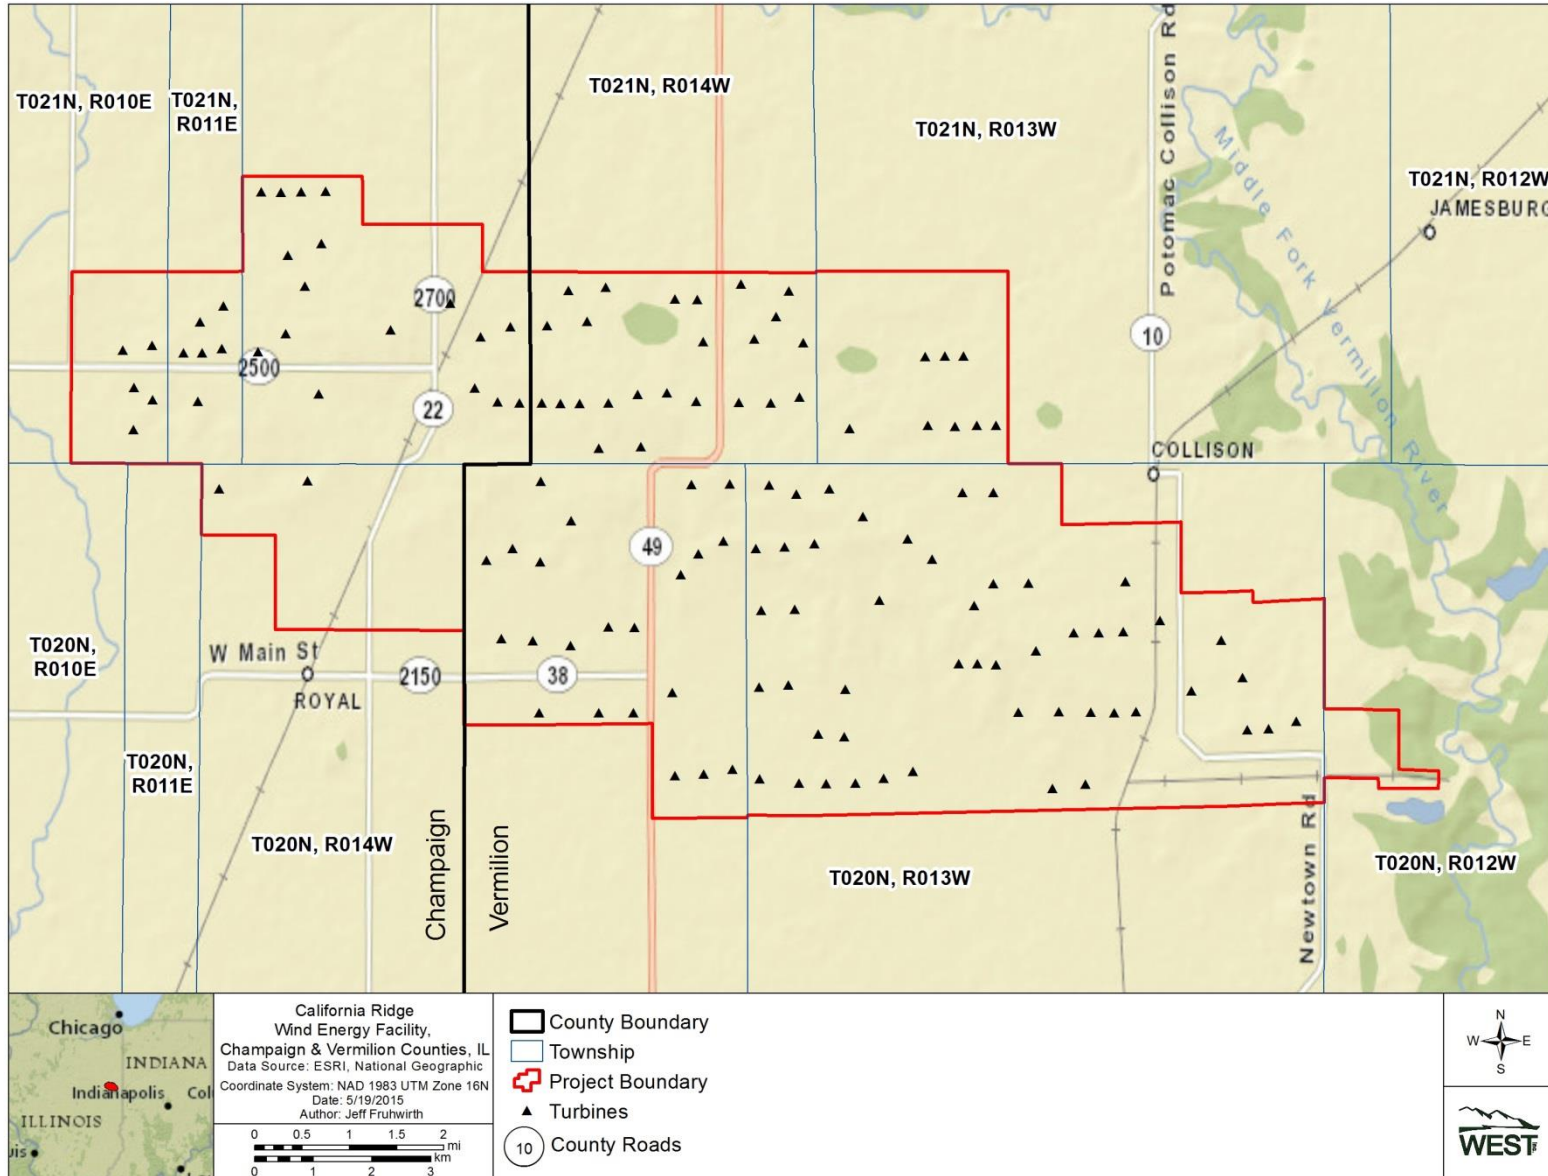 T021N, R010E
T021N,
R011E
T021N, R014W
T021N, R013W
Potomac Collison Rd
Middle Fork Vermilion River
T021N, R012W
JAMESBURG
2700
10
2500
22
COLLISON
49
T020N,
R010E
W Main St
ROYAL
2150
38
T020N,
R011E
T020N, R014W
Champaign
Vermilion
T020N, R013W
Newtown Rd
T020N, R012W
Chicago
INDIANA
Indianapolis
Col
ILLINOIS
uis
California Ridge
Wind Energy Facility,
Champaign & Vermilion Counties, IL
Data Source: ESRI, National Geographic
Coordinate System: NAD 1983 UTM Zone 16N
Date: 5/19/2015
Author: Jeff Fruhwirth
0 0.5 1 1.5 2
mi
km
0 1 2 3
County Boundary
Township
Project Boundary
Turbines
10 County Roads
N
W E
S
WEST